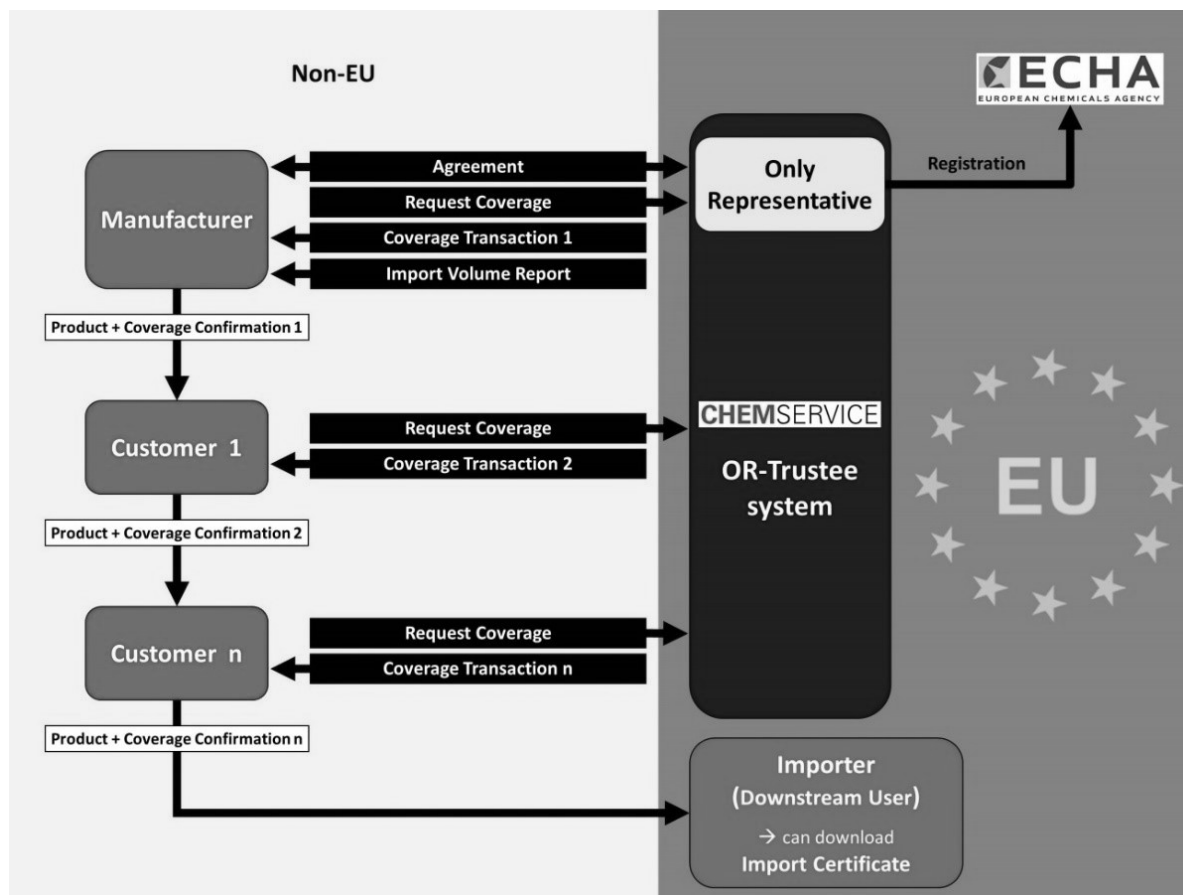 Non-EU
ECHA
EUROPEAN CHEMICALS AGENCY
Agreement
Only
Representative
Registration
Manufacturer
Request Coverage
Coverage Transaction 1
Import Volume Report
Product + Coverage Confirmation 1
Customer 1
Request Coverage
Coverage Transaction 2
CHEMSERVICE
OR-Trustee
system
EU
Product + Coverage Confirmation 2
Customer n
Request Coverage
Coverage Transaction n
Product + Coverage Confirmation n
Importer
(Downstream User)
→ can download
Import Certificate